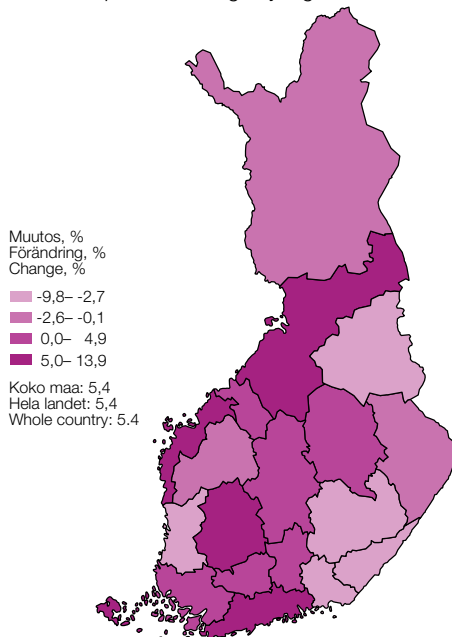 Muutos, %
Förändring, %
Change, %
-9,8– -2,7
-2,6– -0,1
0,0– 4,9
5,0– 13,9
Koko maa: 5,4
Hela landet: 5,4
Whole country: 5.4